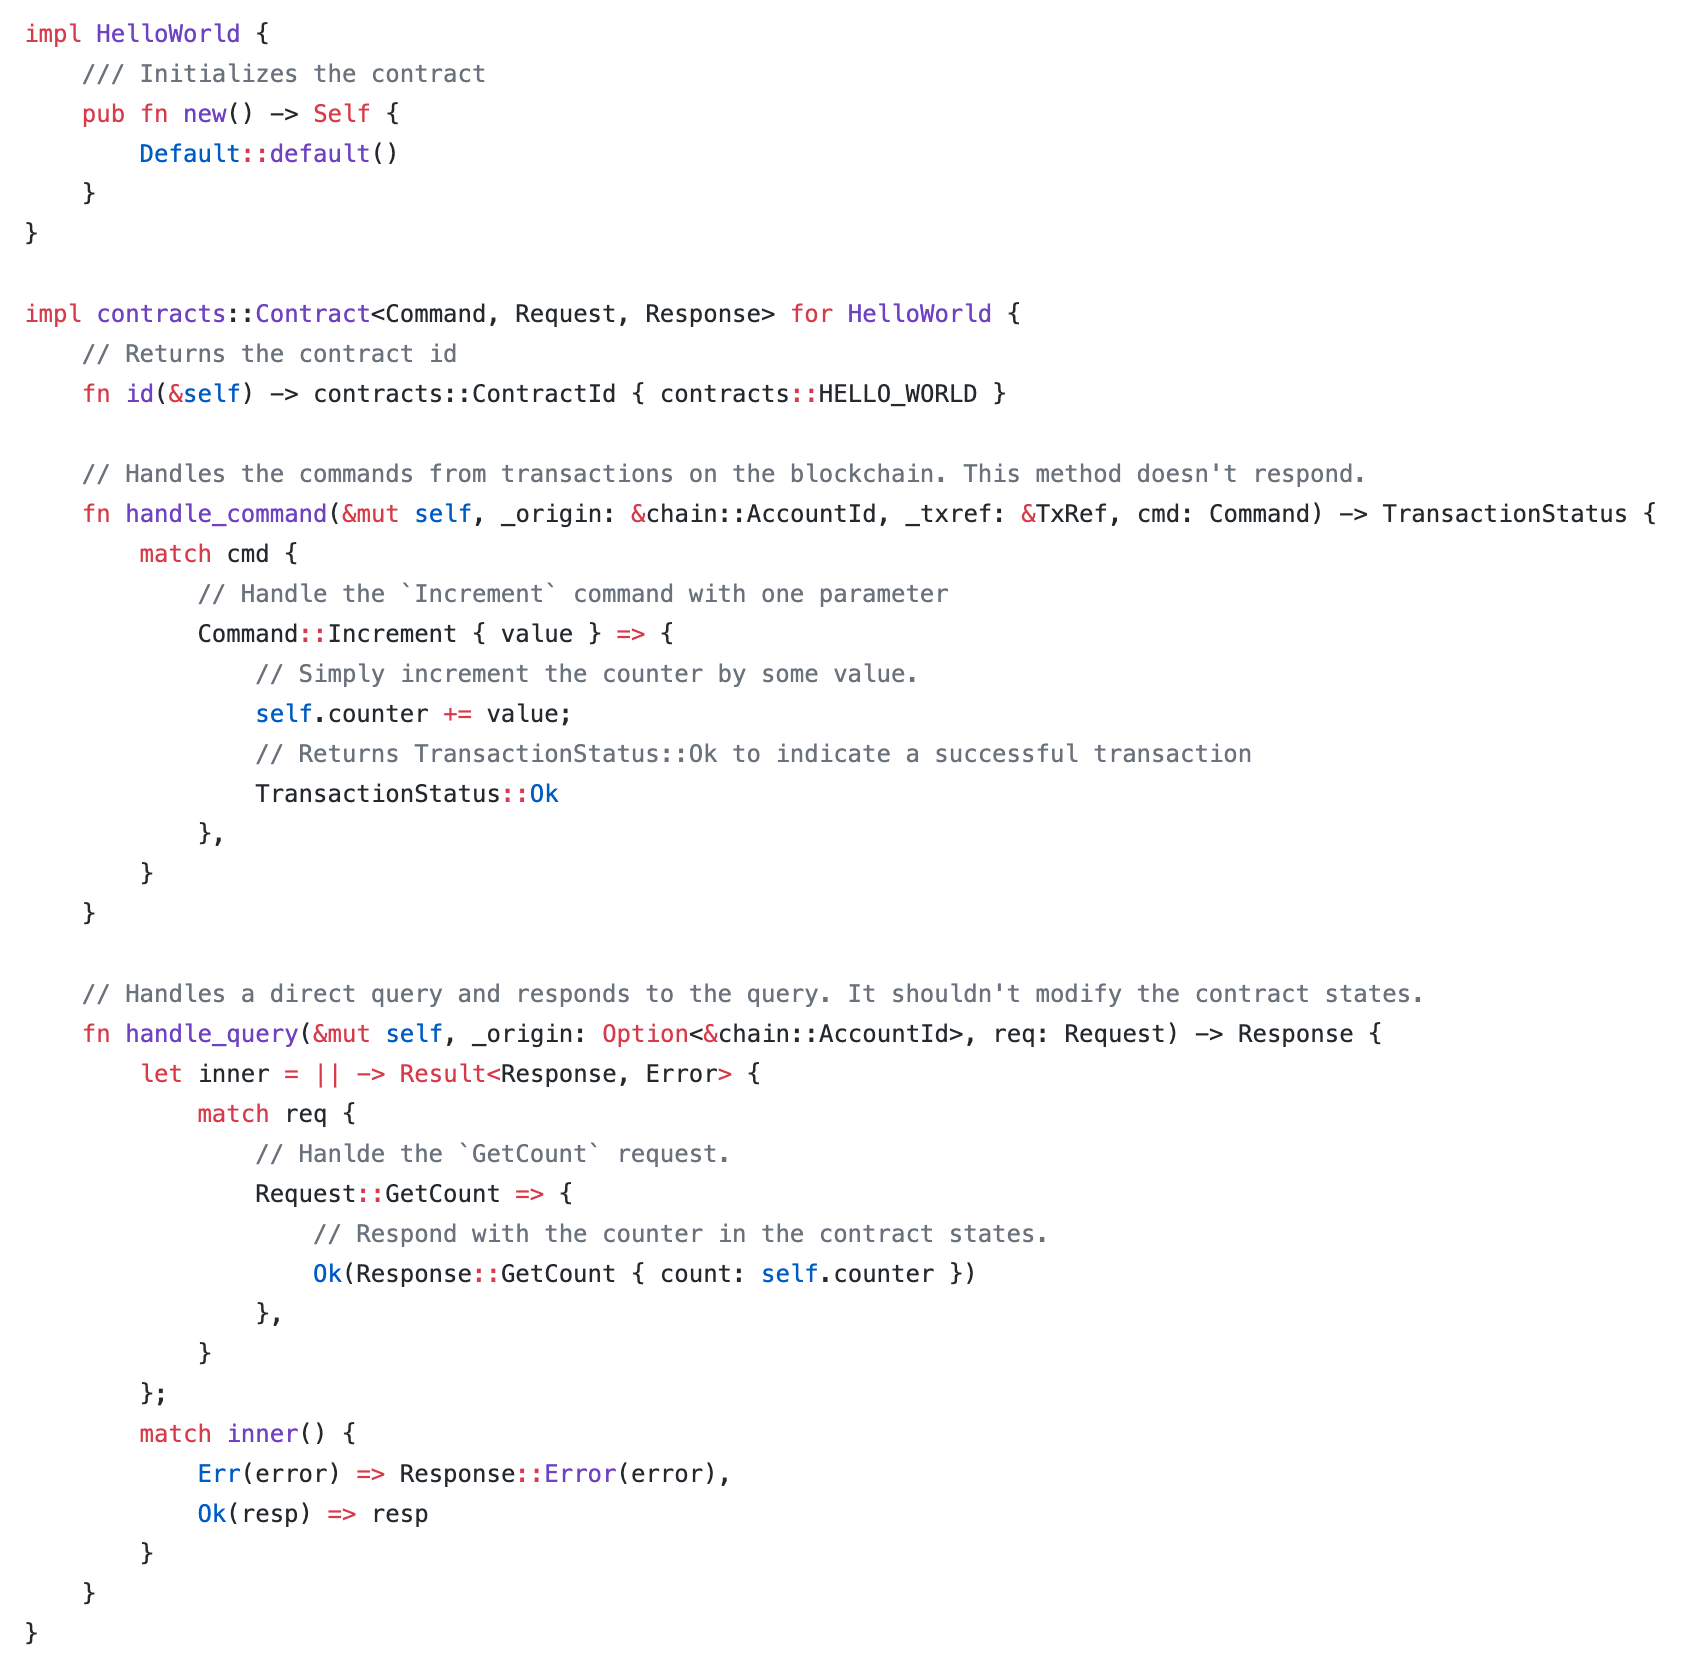 impl HelloWorld {
    /// Initializes the contract
    pub fn new() -> Self {
        Default::default()
    }
}

impl contracts::Contract<Command, Request, Response> for HelloWorld {
    // Returns the contract id
    fn id(&self) -> contracts::ContractId { contracts::HELLO_WORLD }

    // Handles the commands from transactions on the blockchain. This method doesn't respond.
    fn handle_command(&mut self, _origin: &chain::AccountId, _txref: &TxRef, cmd: Command) -> TransactionStatus {
        match cmd {
            // Handle the `Increment` command with one parameter
            Command::Increment { value } => {
                // Simply increment the counter by some value.
                self.counter += value;
                // Returns TransactionStatus::Ok to indicate a successful transaction
                TransactionStatus::Ok
            },
        }
    }

    // Handles a direct query and responds to the query. It shouldn't modify the contract states.
    fn handle_query(&mut self, _origin: Option<&chain::AccountId>, req: Request) -> Response {
        let inner = || -> Result<Response, Error> {
            match req {
                // Hanlde the `GetCount` request.
                Request::GetCount => {
                    // Respond with the counter in the contract states.
                    Ok(Response::GetCount { count: self.counter })
                },
            }
        };
        match inner() {
            Err(error) => Response::Error(error),
            Ok(resp) => resp
        }
    }
}